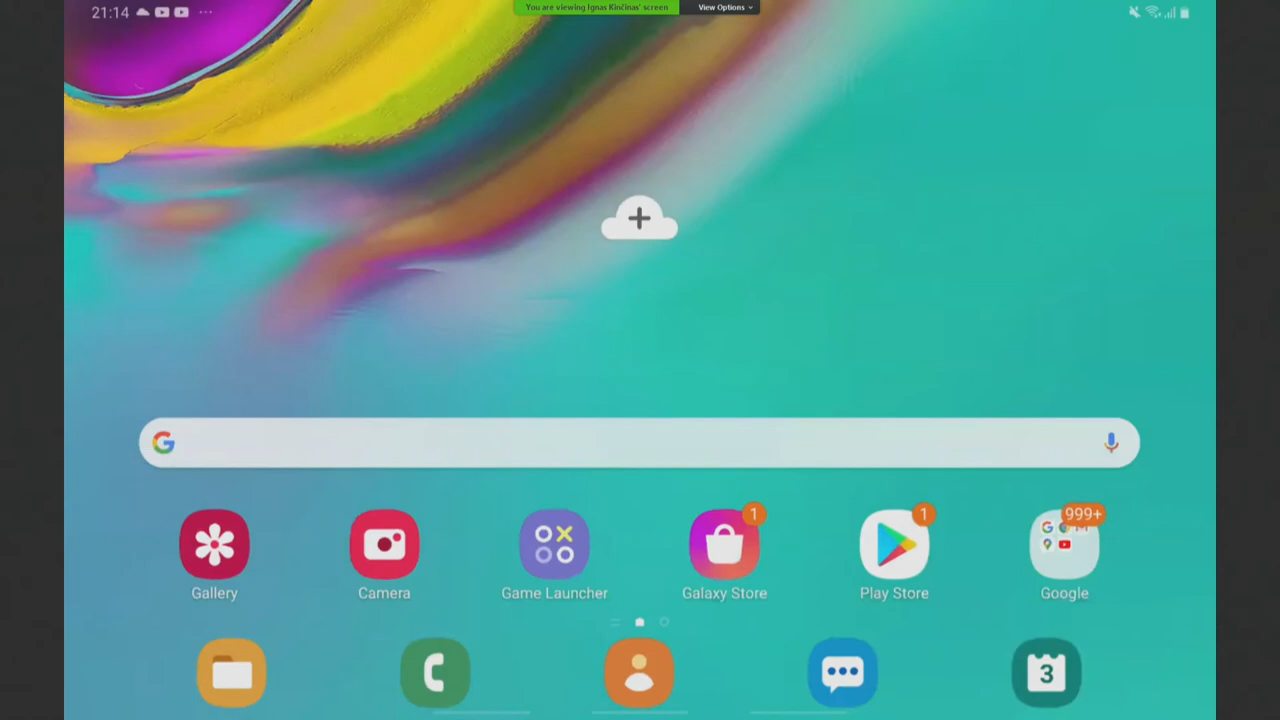 21:14
You are viewing Ignas Kinčinas' screen View Options
1 1 999+
Gallery Camera Game Launcher Galaxy Store Play Store Google
3